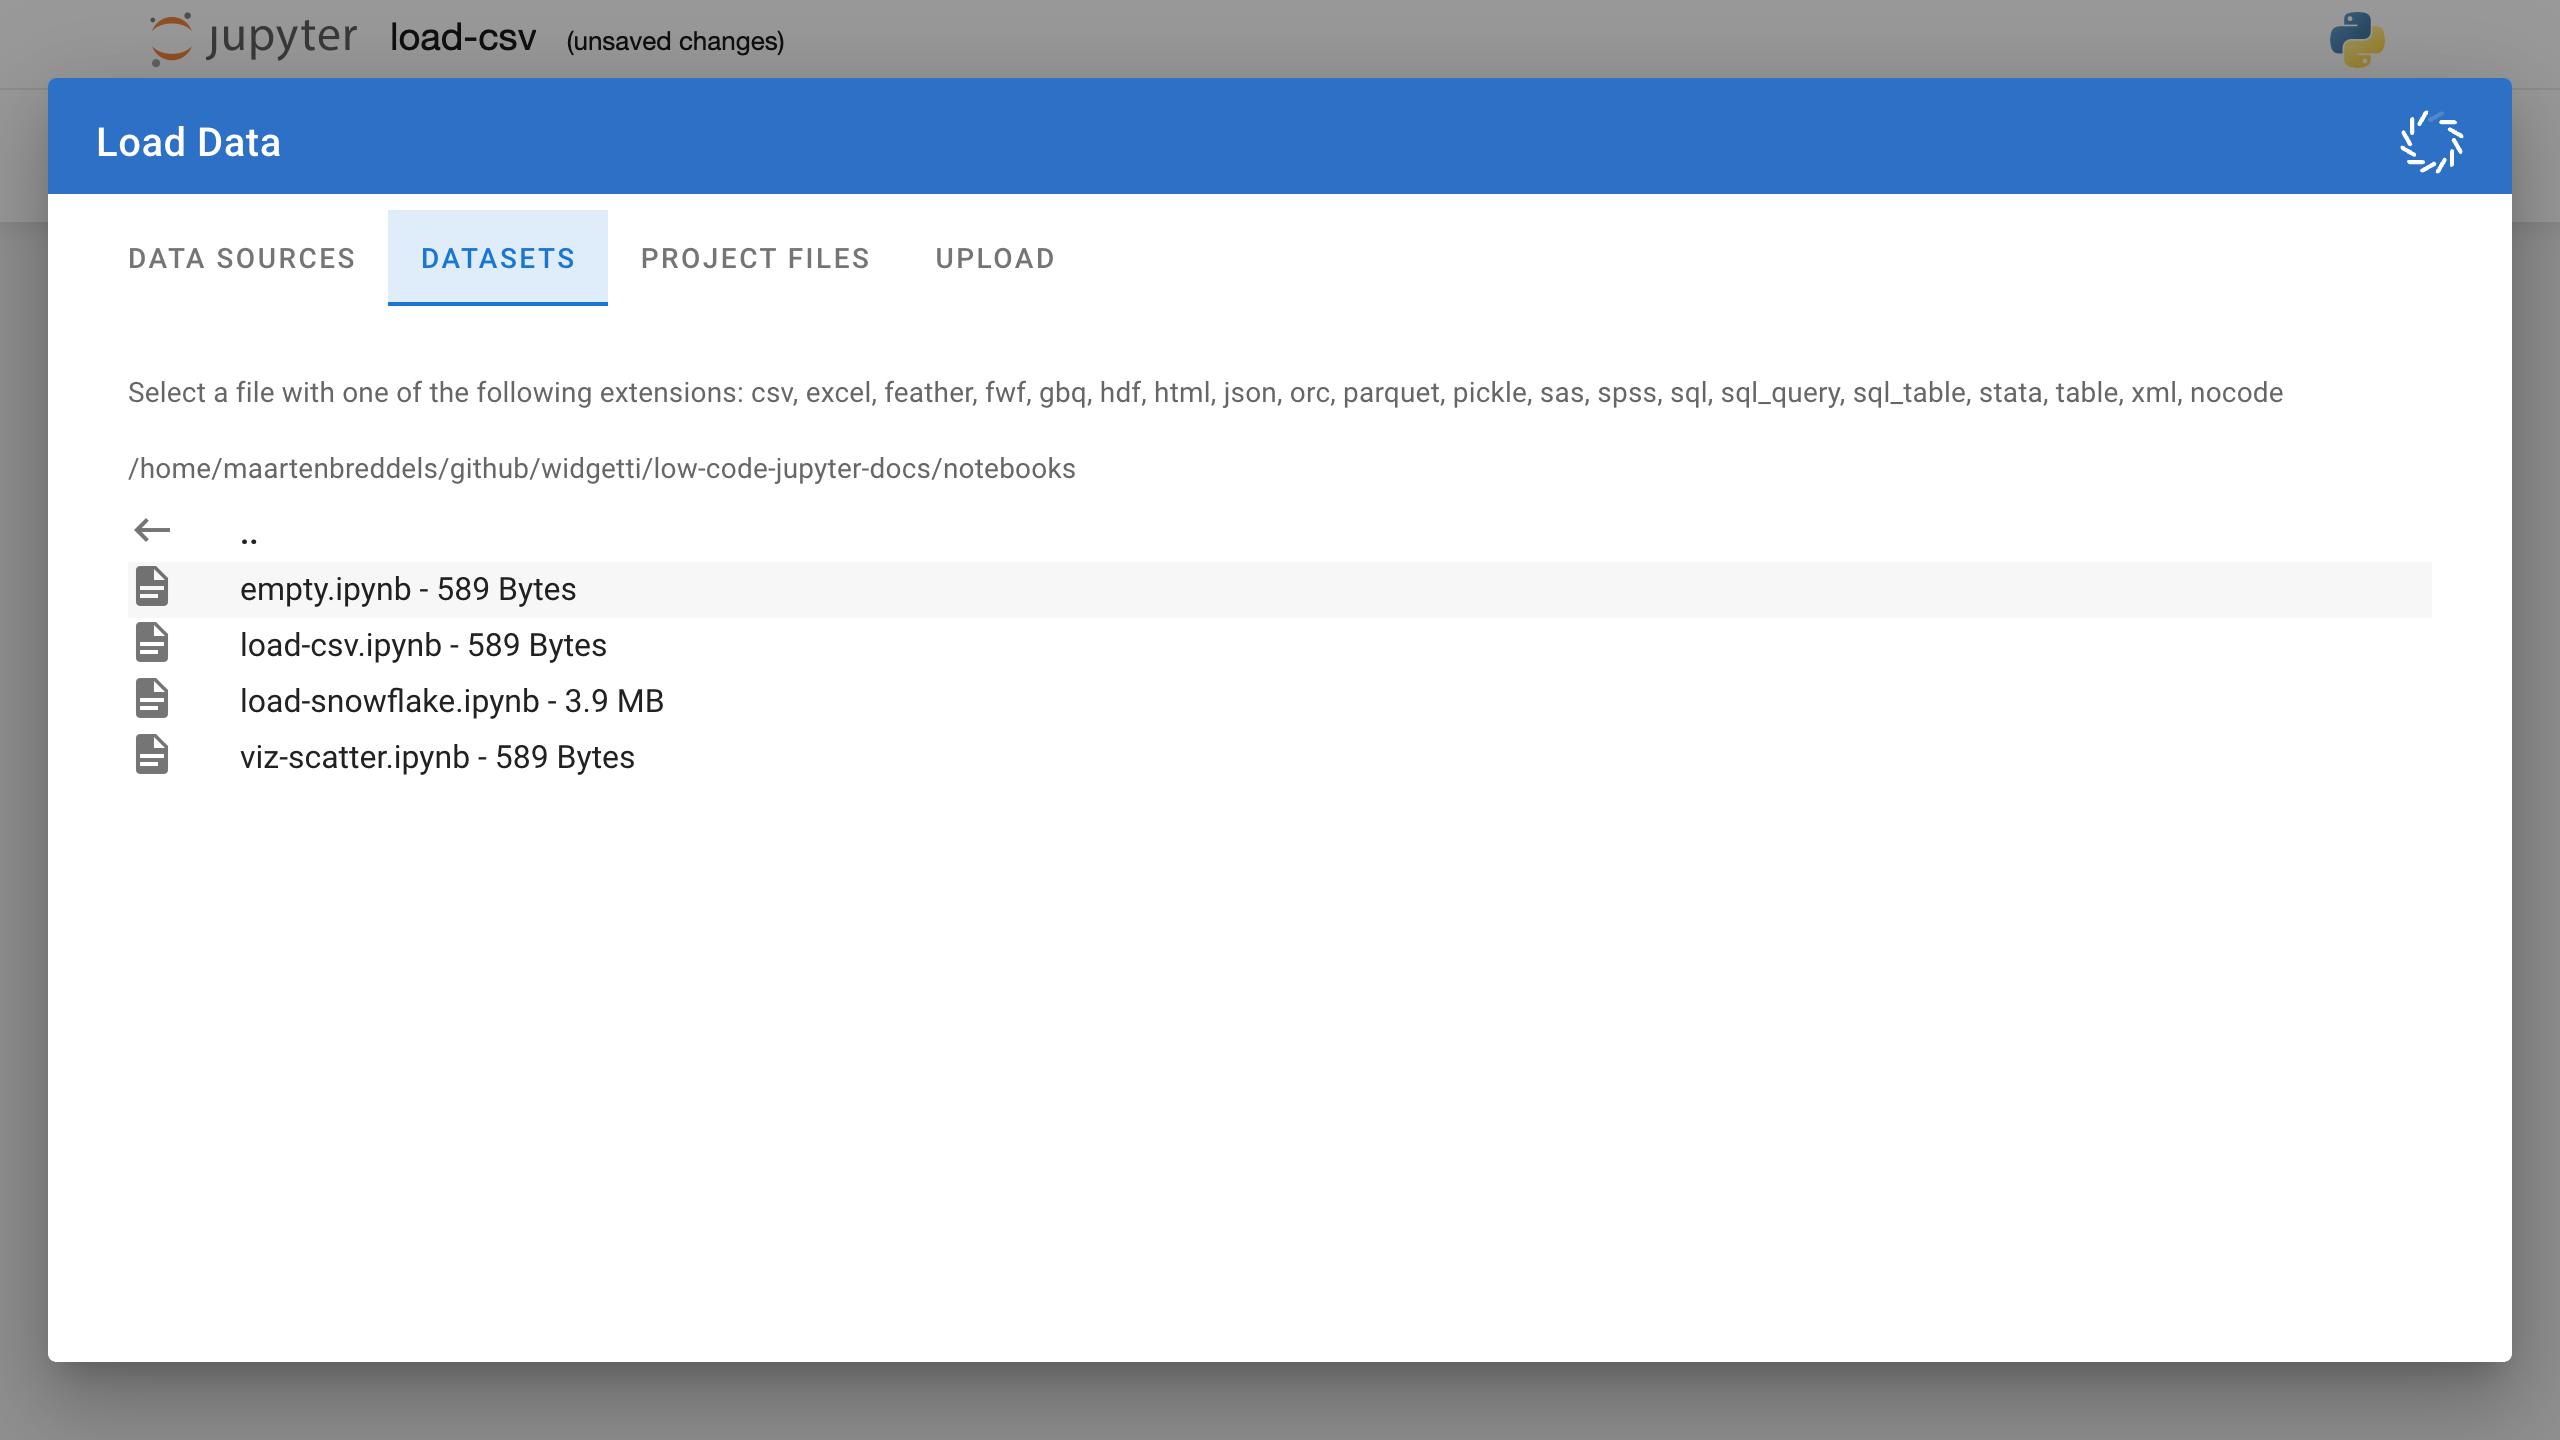 jupyter load-csv (unsaved changes)
Load Data
DATA SOURCES DATASETS PROJECT FILES UPLOAD
Select a file with one of the following extensions: csv, excel, feather, fwf, gbq, hdf, html, json, orc, parquet, pickle, sas, spss, sql, sql_query, sql_table, stata, table, xml, nocode
/home/maartenbreddels/github/widgetti/low-code-jupyter-docs/notebooks
..
empty.ipynb - 589 Bytes
load-csv.ipynb - 589 Bytes
load-snowflake.ipynb - 3.9 MB
viz-scatter.ipynb - 589 Bytes